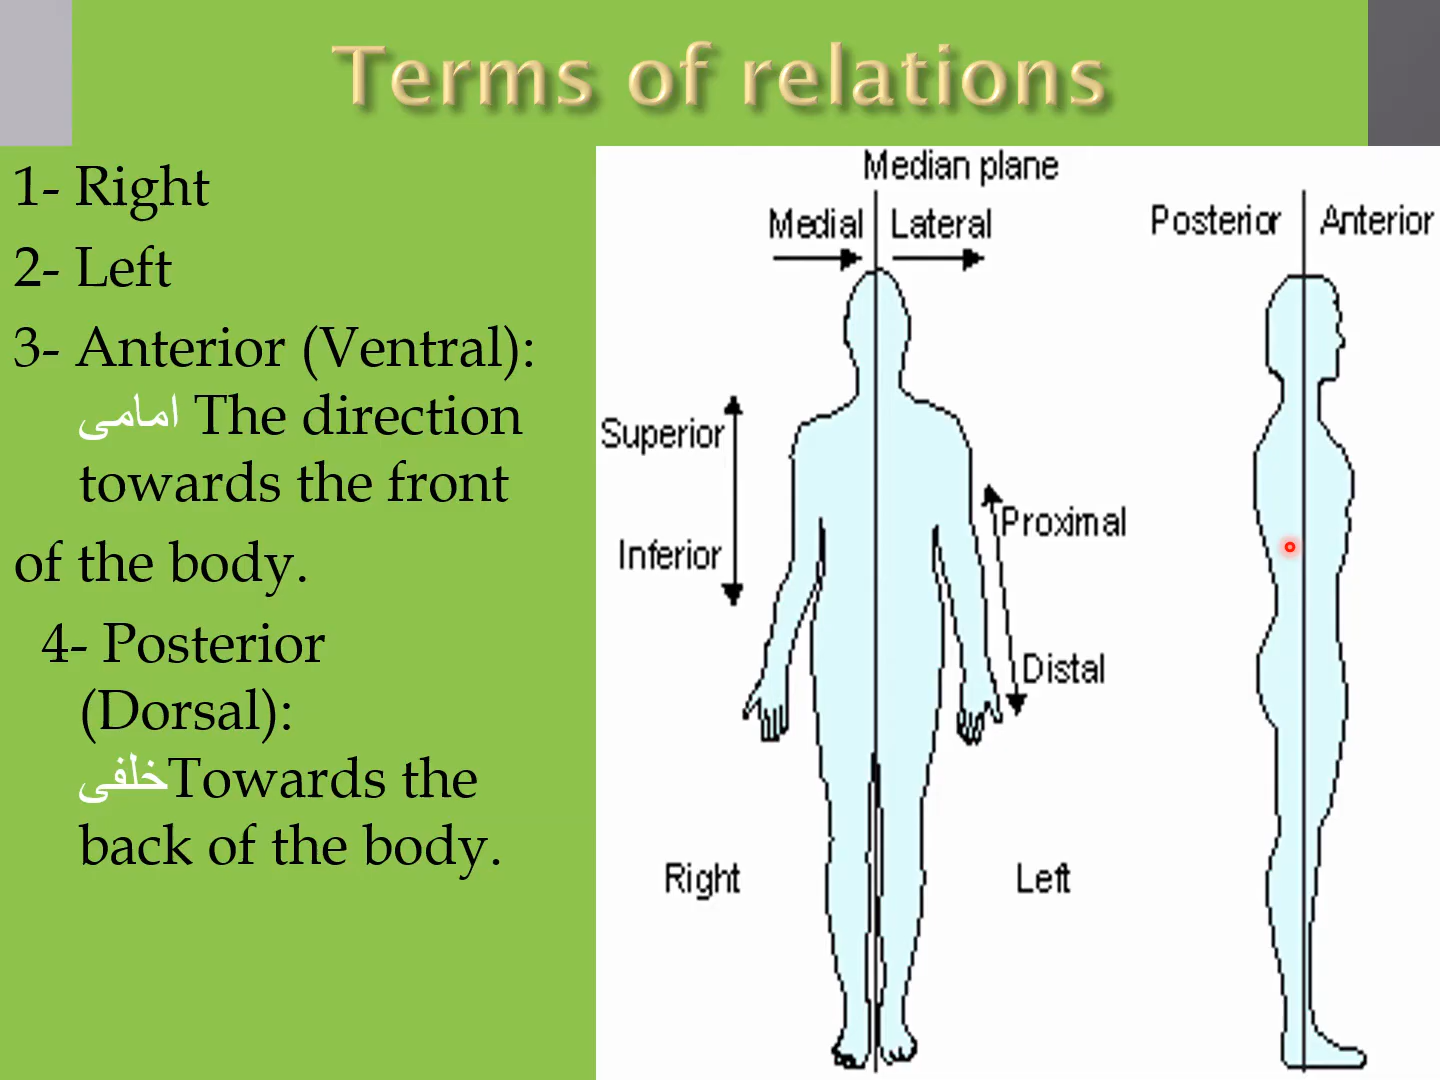 Terms of relations
1- Right
2- Left
3- Anterior (Ventral):
امامى The direction
towards the front
of the body.
4- Posterior
(Dorsal):
خلفىTowards the
back of the body.
Median plane
Medial Lateral
Posterior Anterior
Superior
Proximal
Inferior
Distal
Right Left